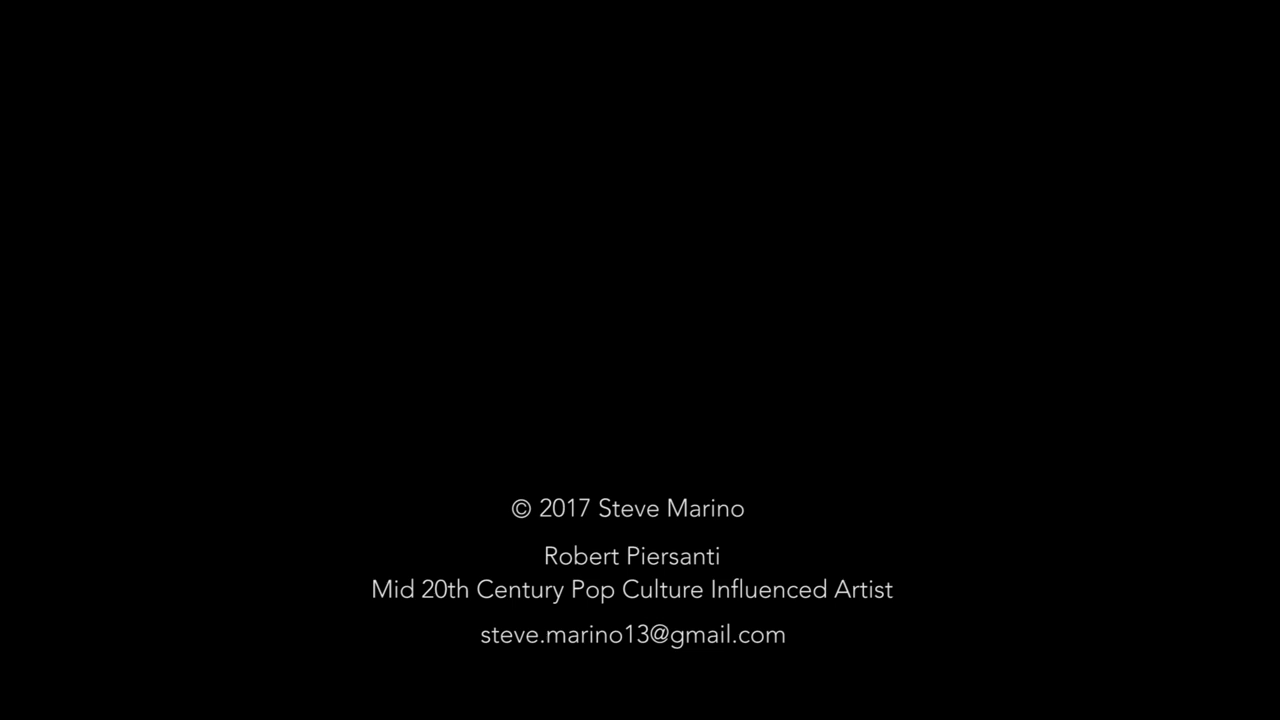 © 2017 Steve Marino
Robert Piersanti
Mid 20th Century Pop Culture Influenced Artist
steve.marino13@gmail.com